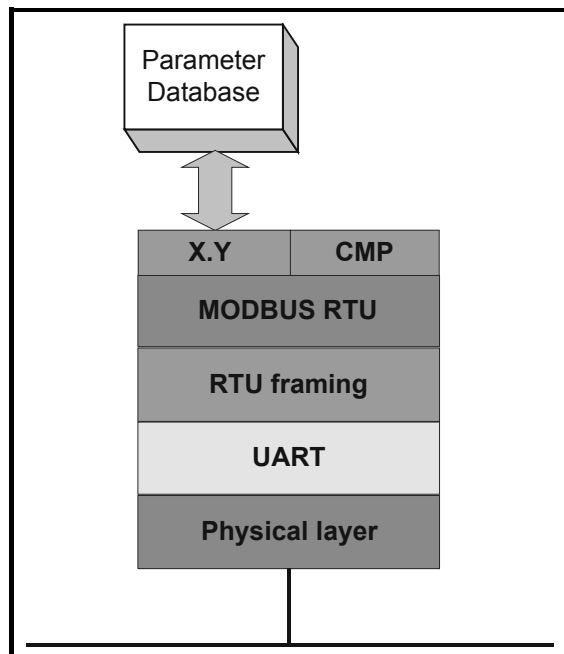 Parameter
Database
X.Y CMP
MODBUS RTU
RTU framing
UART
Physical layer